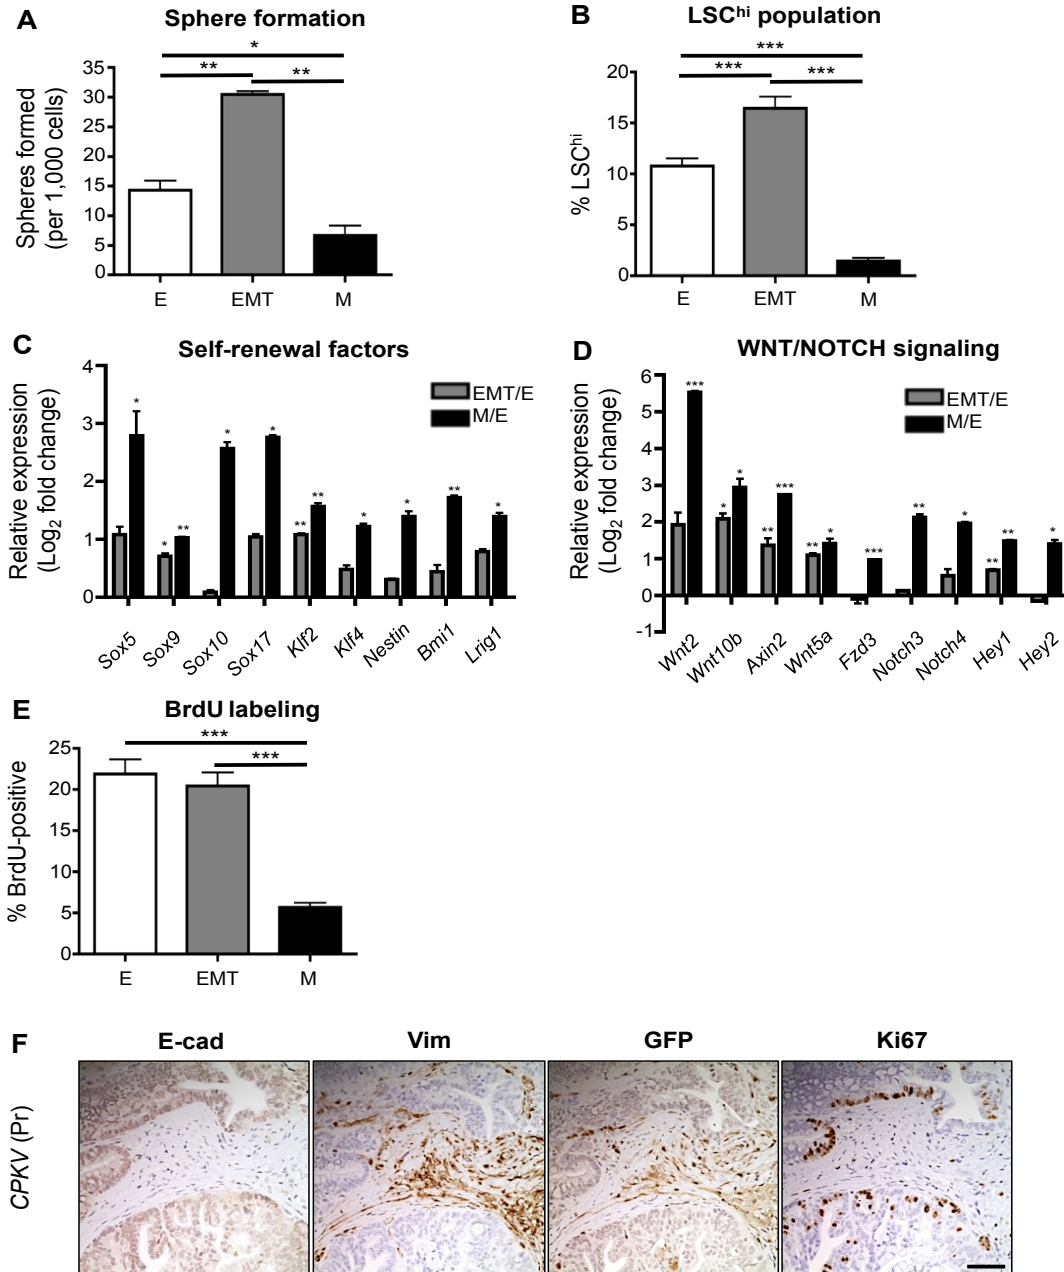 A
Sphere formation
Spheres formed
(per 1,000 cells)
35
30
25
20
15
10
5
0
*
**
**
E
EMT
M
B
LSChi population
% LSChi
20
15
10
5
0
***
***
***
E
EMT
M
C
Self-renewal factors
Relative expression
(Log2 fold change)
4
3
2
1
0
EMT/E
M/E
*
*
**
*
*
**
**
*
*
**
*
Sox5
Sox9
Sox10
Sox17
Klf2
Klf4
Nestin
Bmi1
Lrig1
D
WNT/NOTCH signaling
Relative expression
(Log2 fold change)
6
5
4
3
2
1
0
-1
EMT/E
M/E
***
*
*
**
***
**
*
***
**
*
**
**
*
Wnt2
Wnt10b
Axin2
Wnt5a
Fzd3
Notch3
Notch4
Hey1
Hey2
E
BrdU labeling
% BrdU-positive
25
20
15
10
5
0
***
***
E
EMT
M
F
E-cad
Vim
GFP
Ki67
CPKV (Pr)